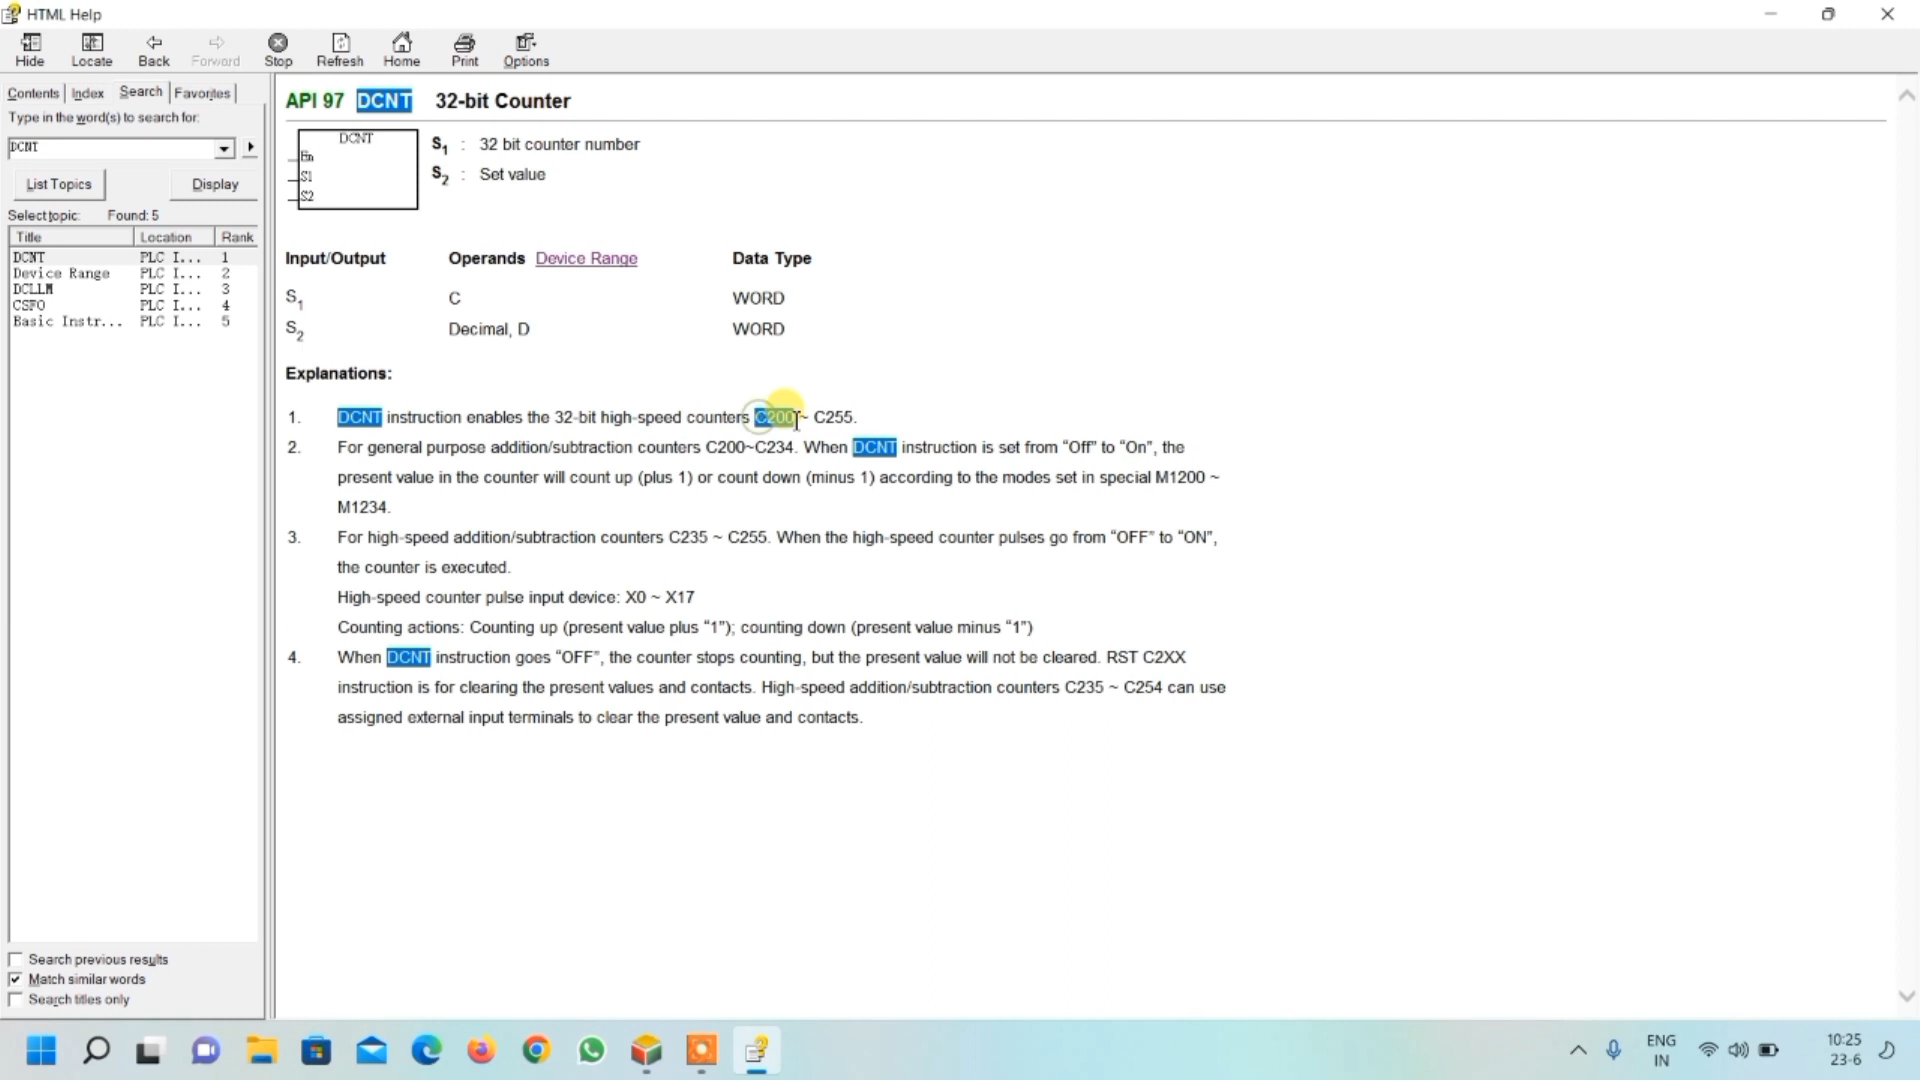 HTML Help
Hide Locate Back Forward Stop Refresh Home Print Options
Contents Index Search Favorites
Type in the word(s) to search for:
DCNT
List Topics Display
Select topic: Found: 5
Title Location Rank
DCNT PLC I... 1
Device Range PLC I... 2
DCLLM PLC I... 3
CSFO PLC I... 4
Basic Instr... PLC I... 5
Search previous results
Match similar words
Search titles only
API 97 DCNT 32-bit Counter
DCNT
En
S1
S2
S1 : 32 bit counter number
S2 : Set value
Input/Output Operands Device Range Data Type
S1 C WORD
S2 Decimal, D WORD
Explanations:
1. DCNT instruction enables the 32-bit high-speed counters C200 ~ C255.
2. For general purpose addition/subtraction counters C200~C234. When DCNT instruction is set from “Off” to “On”, the
present value in the counter will count up (plus 1) or count down (minus 1) according to the modes set in special M1200 ~
M1234.
3. For high-speed addition/subtraction counters C235 ~ C255. When the high-speed counter pulses go from “OFF” to “ON”,
the counter is executed.
High-speed counter pulse input device: X0 ~ X17
Counting actions: Counting up (present value plus “1”); counting down (present value minus “1”)
4. When DCNT instruction goes “OFF”, the counter stops counting, but the present value will not be cleared. RST C2XX
instruction is for clearing the present values and contacts. High-speed addition/subtraction counters C235 ~ C254 can use
assigned external input terminals to clear the present value and contacts.
ENG
IN
10:25
23-6